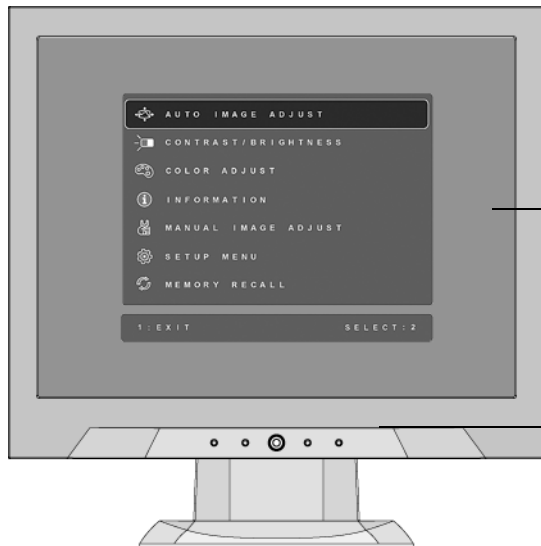 AUTO IMAGE ADJUST
CONTRAST/BRIGHTNESS
COLOR ADJUST
INFORMATION
MANUAL IMAGE ADJUST
SETUP MENU
MEMORY RECALL
1:EXIT SELECT:2